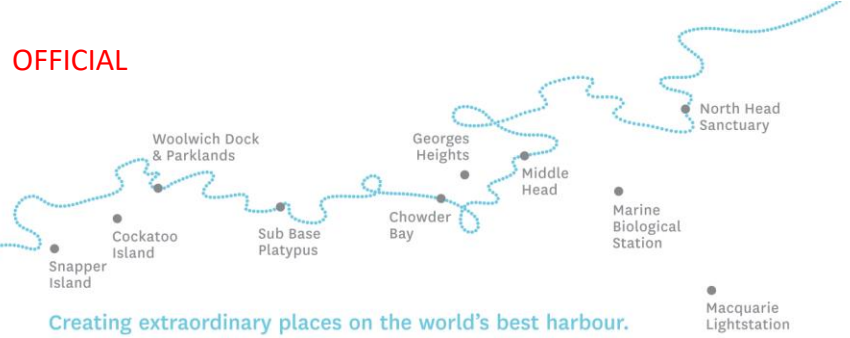 OFFICIAL
North Head
Sanctuary
Woolwich Dock
& Parklands
Georges
Heights
Middle
Head
Marine
Biological
Station
Chowder
Bay
Sub Base
Platypus
Cockatoo
Island
Snapper
Island
Macquarie
Lightstation
Creating extraordinary places on the world's best harbour.